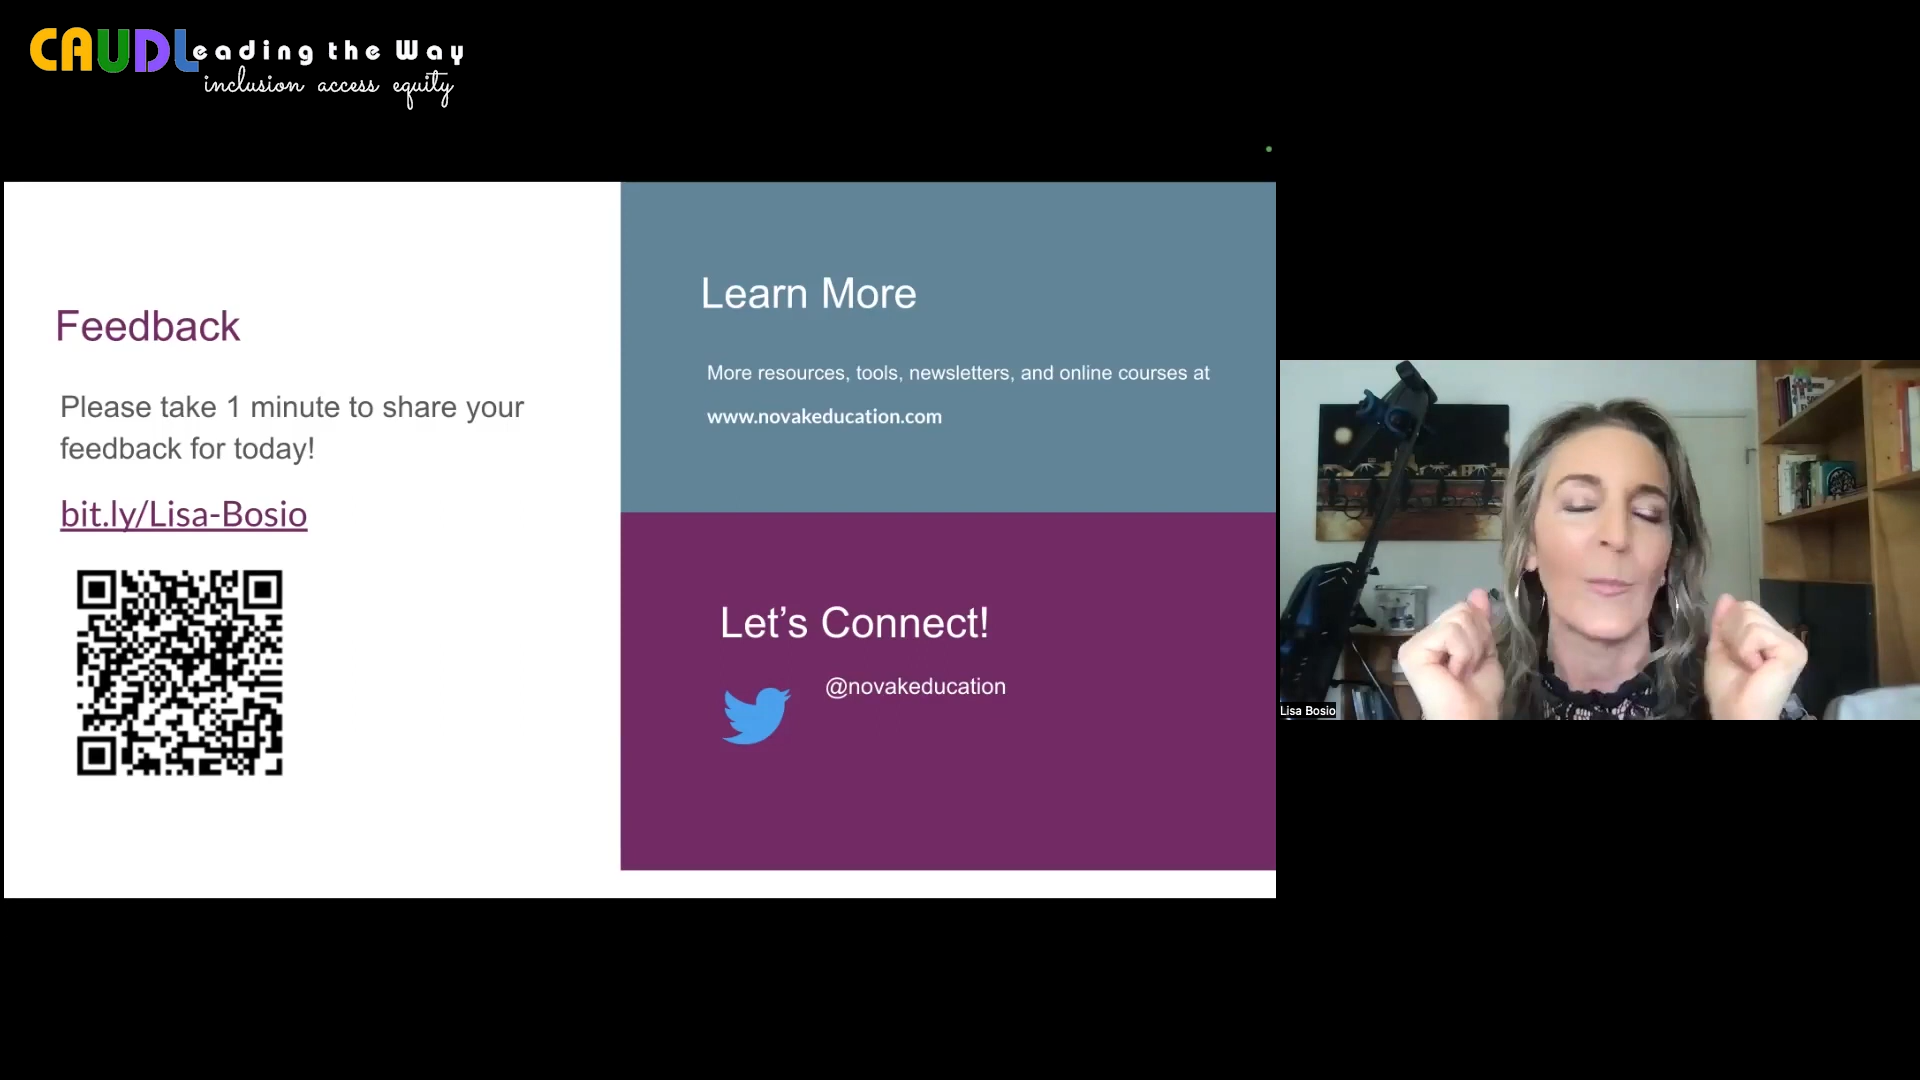 CAUDLeading the Way
inclusion access equity
Feedback
Please take 1 minute to share your
feedback for today!
bit.ly/Lisa-Bosio
Learn More
More resources, tools, newsletters, and online courses at
www.novakeducation.com
Let’s Connect!
@novakeducation
Lisa Bosio